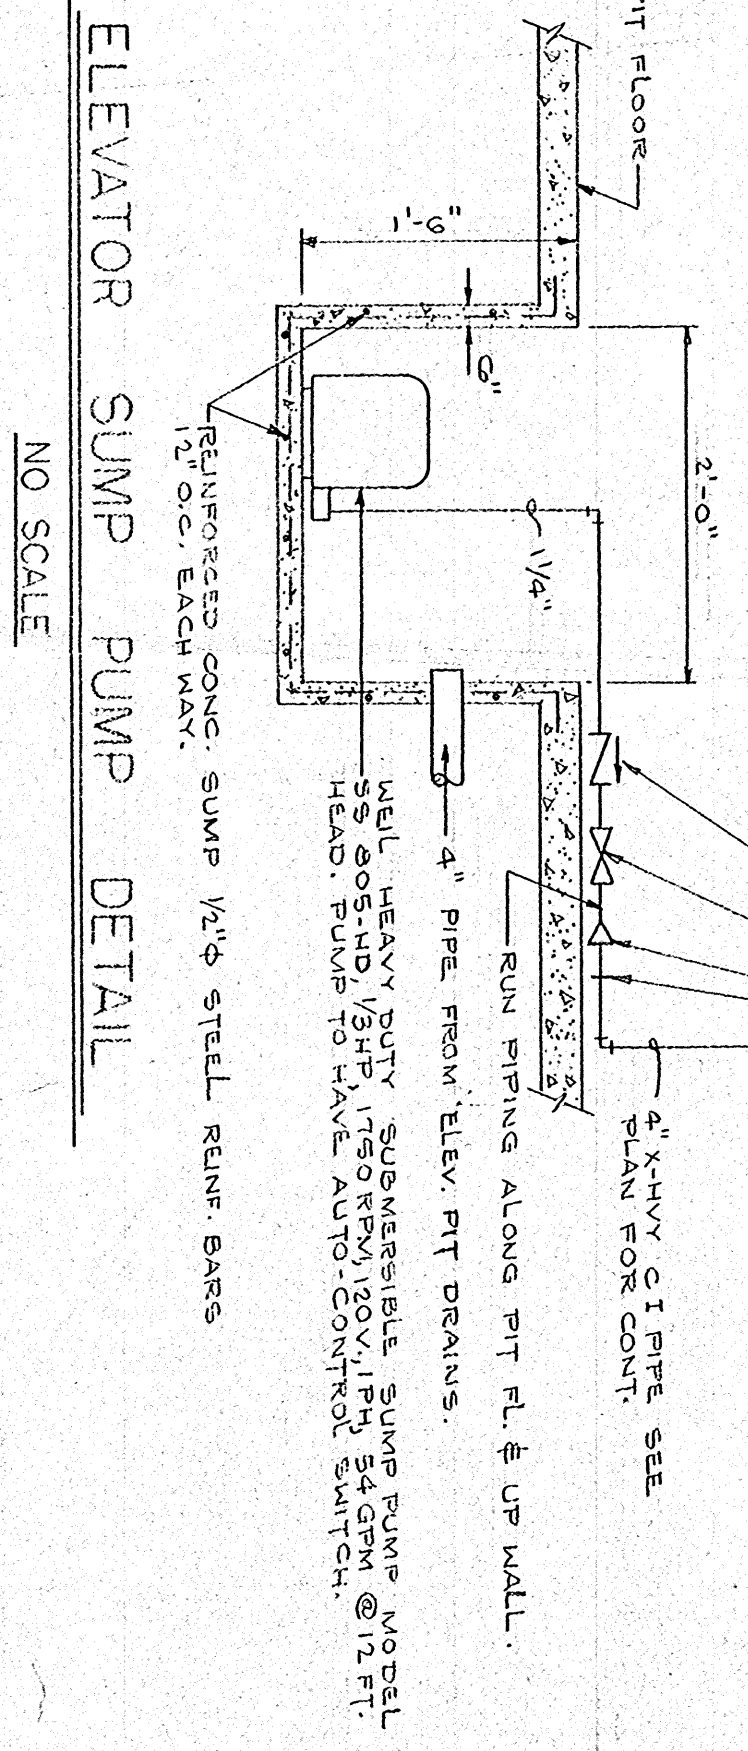 PIT FLOOR
1'-6"
6"
2'-0"
1 1/4"
4" X-HVY CI PIPE SEE
PLAN FOR CONT.
RUN PIPING ALONG PIT FL. & UP WALL.
4" PIPE FROM ELEV. PIT DRAINS.
WEIL HEAVY DUTY SUBMERSIBLE SUMP PUMP MODEL
SS 805-HD, 1/3HP, 1750 RPM, 120V., 1PH, 54 GPM @ 12 FT.
HEAD. PUMP TO HAVE AUTO-CONTROL SWITCH.
REINFORCED CONC. SUMP 1/2"Φ STEEL REINF. BARS
12" O.C. EACH WAY.
ELEVATOR SUMP PUMP DETAIL
NO SCALE